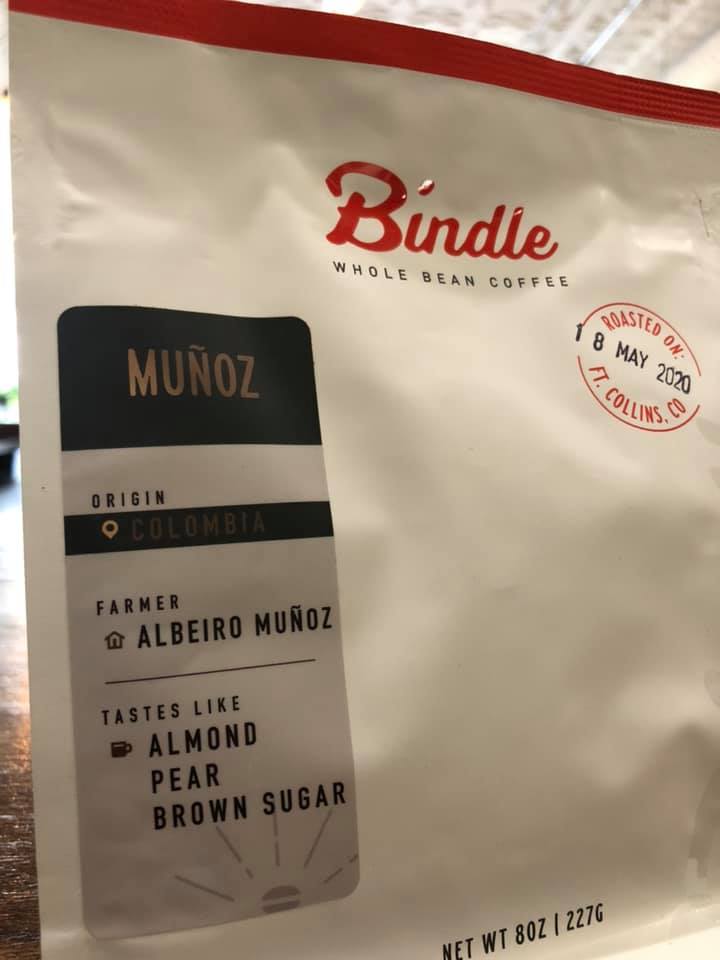 Bindle
WHOLE BEAN COFFEE
ROASTED ON:
18 MAY 2020
FT. COLLINS, CO
MUÑOZ
ORIGIN
COLOMBIA
FARMER
ALBEIRO MUÑOZ
TASTES LIKE
ALMOND
PEAR
BROWN SUGAR
NET WT 8OZ | 227G